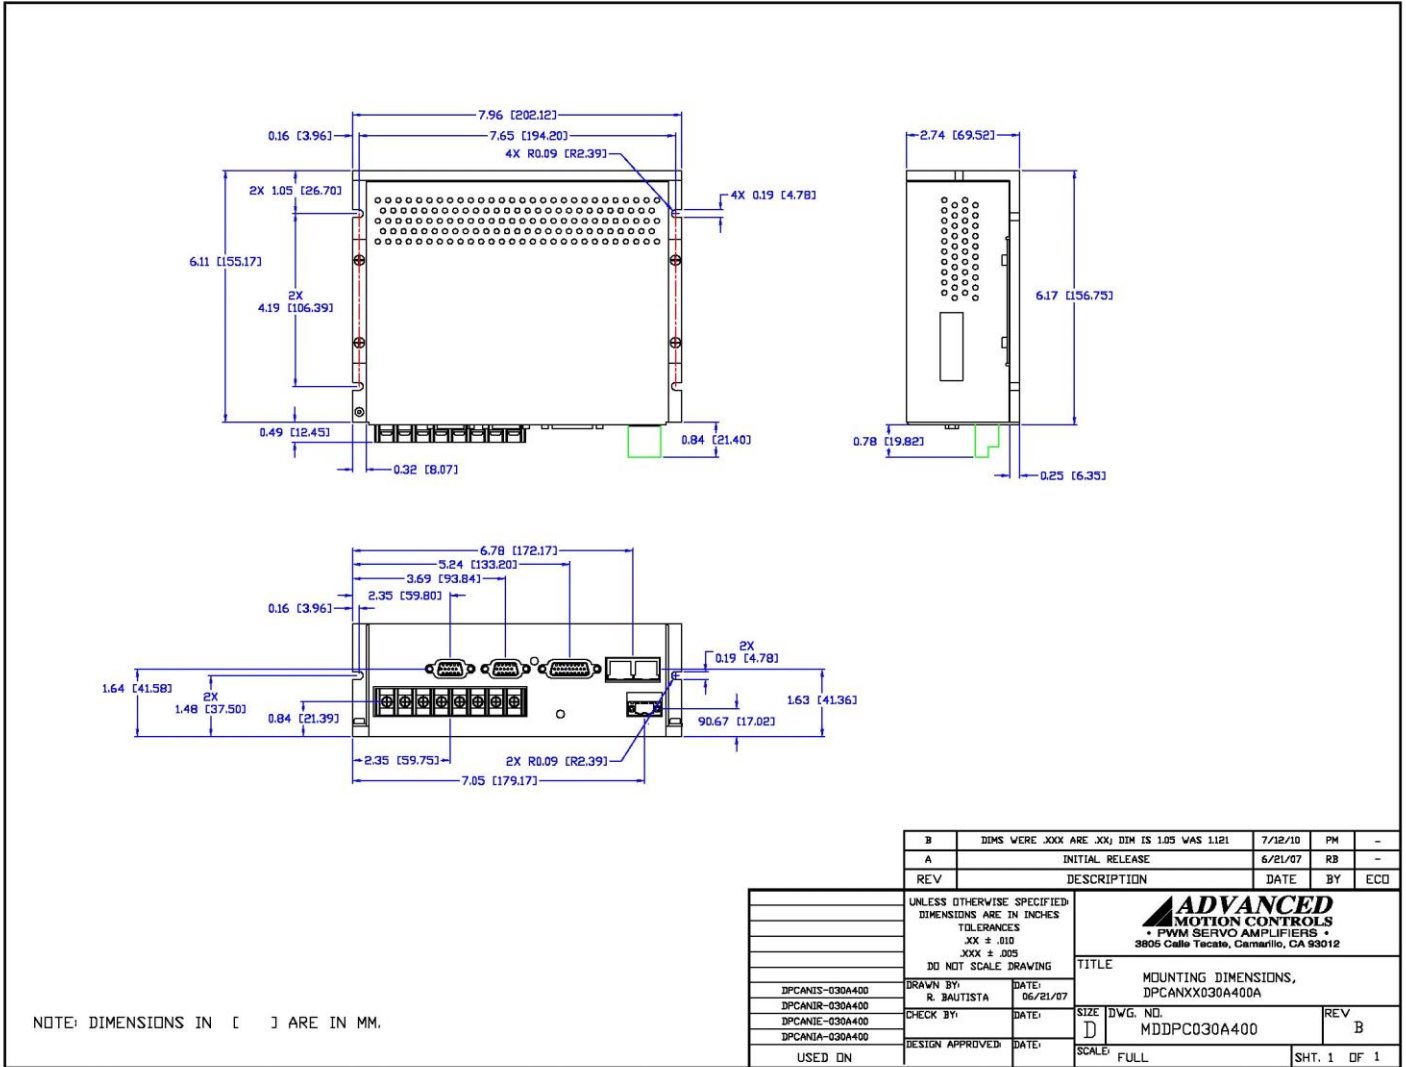 7.96 [202.12]
0.16 [3.96]
7.65 [194.20]
4X R0.09 [R2.39]
2X 1.05 [26.70]
4X 0.19 [4.78]
6.11 [155.17]
2X
4.19 [106.39]
0.49 [12.45]
0.84 [21.40]
0.32 [8.07]
2.74 [69.52]
6.17 [156.75]
0.78 [19.82]
0.25 [6.35]
6.78 [172.17]
5.24 [133.20]
3.69 [93.84]
2.35 [59.80]
0.16 [3.96]
2X
0.19 [4.78]
1.64 [41.58]
2X
1.48 [37.50]
0.84 [21.39]
1.63 [41.36]
90.67 [17.02]
2.35 [59.75]
2X R0.09 [R2.39]
7.05 [179.17]
B DIMS WERE .XXX ARE .XX; DIM IS 1.05 WAS 1.121 7/12/10 PM -
A INITIAL RELEASE 6/21/07 RB -
REV DESCRIPTION DATE BY ECO
UNLESS OTHERWISE SPECIFIED:
DIMENSIONS ARE IN INCHES
TOLERANCES
.XX ± .010
.XXX ± .005
DO NOT SCALE DRAWING
ADVANCED
MOTION CONTROLS
• PWM SERVO AMPLIFIERS •
3805 Calle Tecate, Camarillo, CA 93012
TITLE
MOUNTING DIMENSIONS,
DPCANXX030A400A
DPCANIS-030A400
DPCANIR-030A400
DPCANIE-030A400
DPCANIA-030A400
USED ON
DRAWN BY:
R. BAUTISTA
DATE:
06/21/07
CHECK BY:
DATE:
DESIGN APPROVED:
DATE:
SIZE
D
DWG. NO.
MDDPC030A400
REV
B
SCALE: FULL
SHT. 1 OF 1
NOTE: DIMENSIONS IN [ ] ARE IN MM.